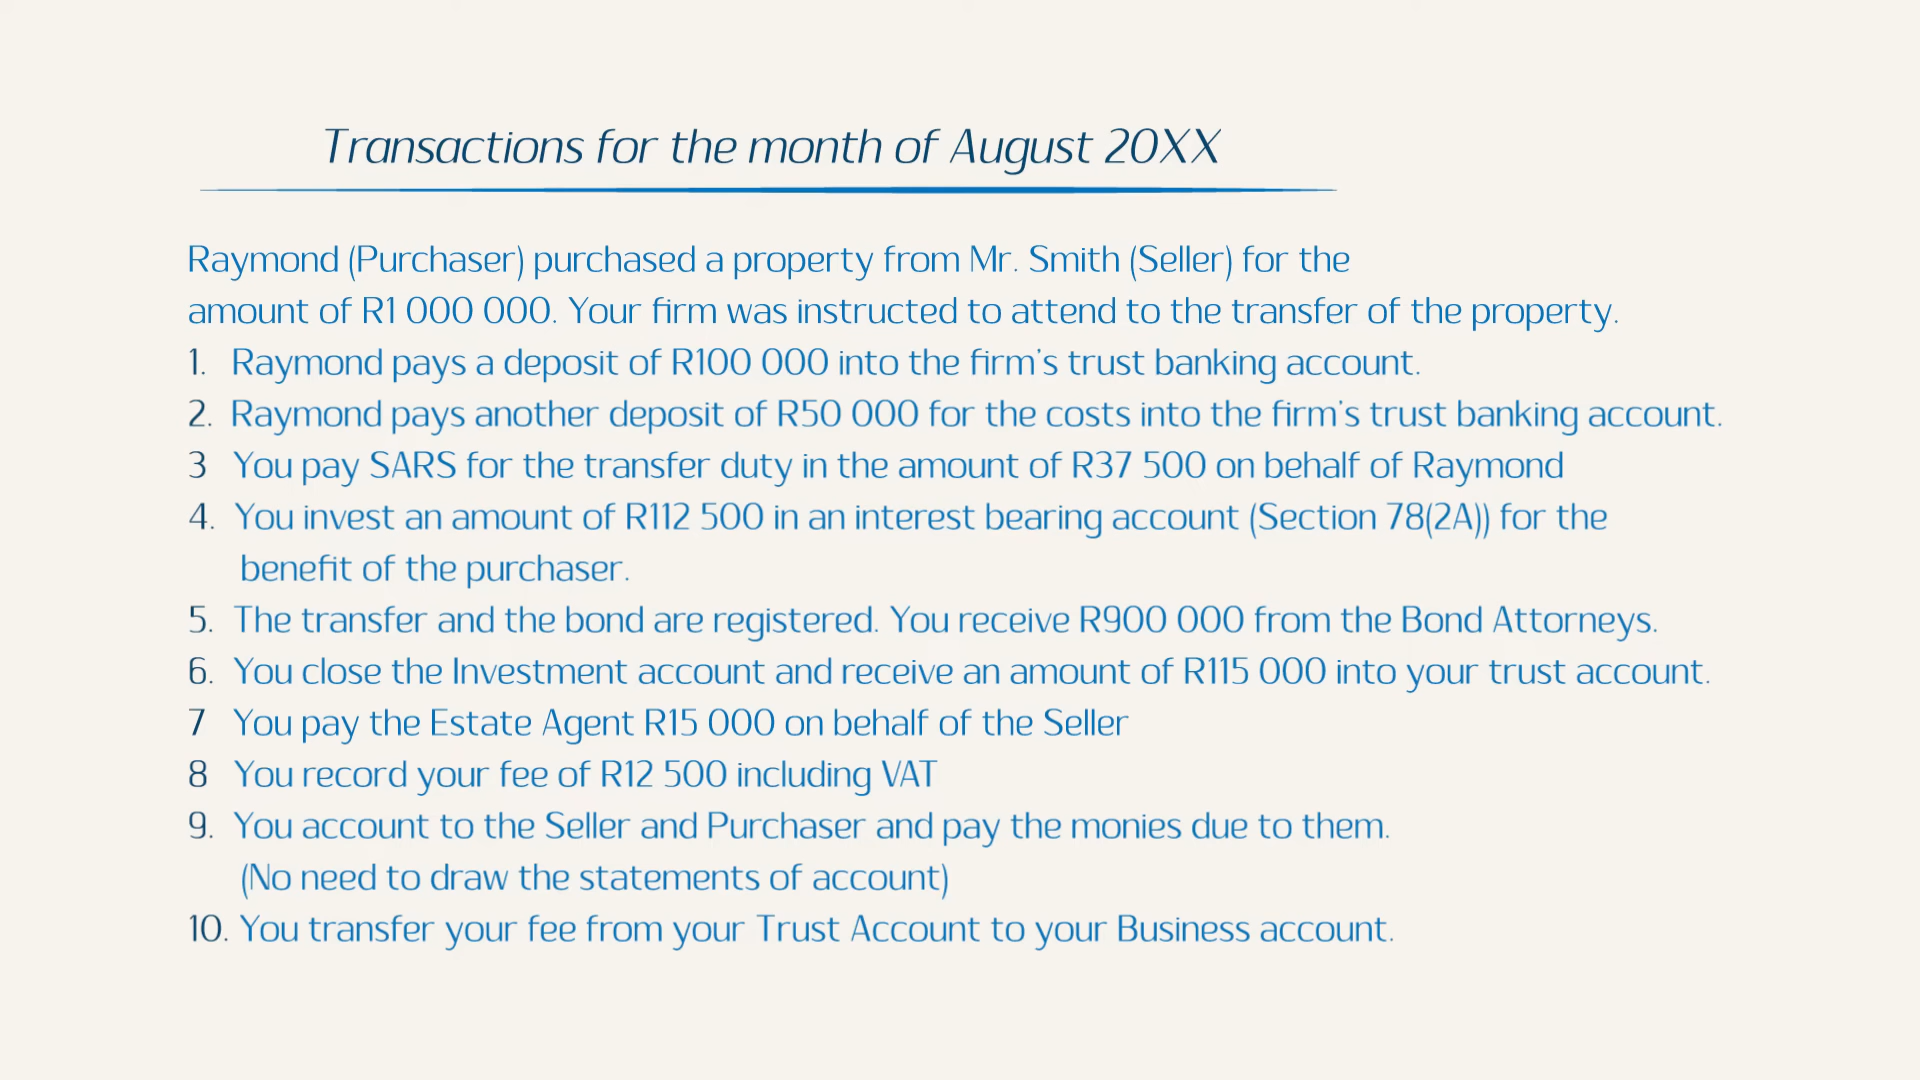 Transactions for the month of August 20XX
Raymond (Purchaser) purchased a property from Mr. Smith (Seller) for the
amount of R1 000 000. Your firm was instructed to attend to the transfer of the property.
1. Raymond pays a deposit of R100 000 into the firm's trust banking account.
2. Raymond pays another deposit of R50 000 for the costs into the firm's trust banking account.
3 You pay SARS for the transfer duty in the amount of R37 500 on behalf of Raymond
4. You invest an amount of R112 500 in an interest bearing account (Section 78(2A)) for the
benefit of the purchaser.
5. The transfer and the bond are registered. You receive R900 000 from the Bond Attorneys.
6. You close the Investment account and receive an amount of R115 000 into your trust account.
7 You pay the Estate Agent R15 000 on behalf of the Seller
8 You record your fee of R12 500 including VAT
9. You account to the Seller and Purchaser and pay the monies due to them.
(No need to draw the statements of account)
10. You transfer your fee from your Trust Account to your Business account.